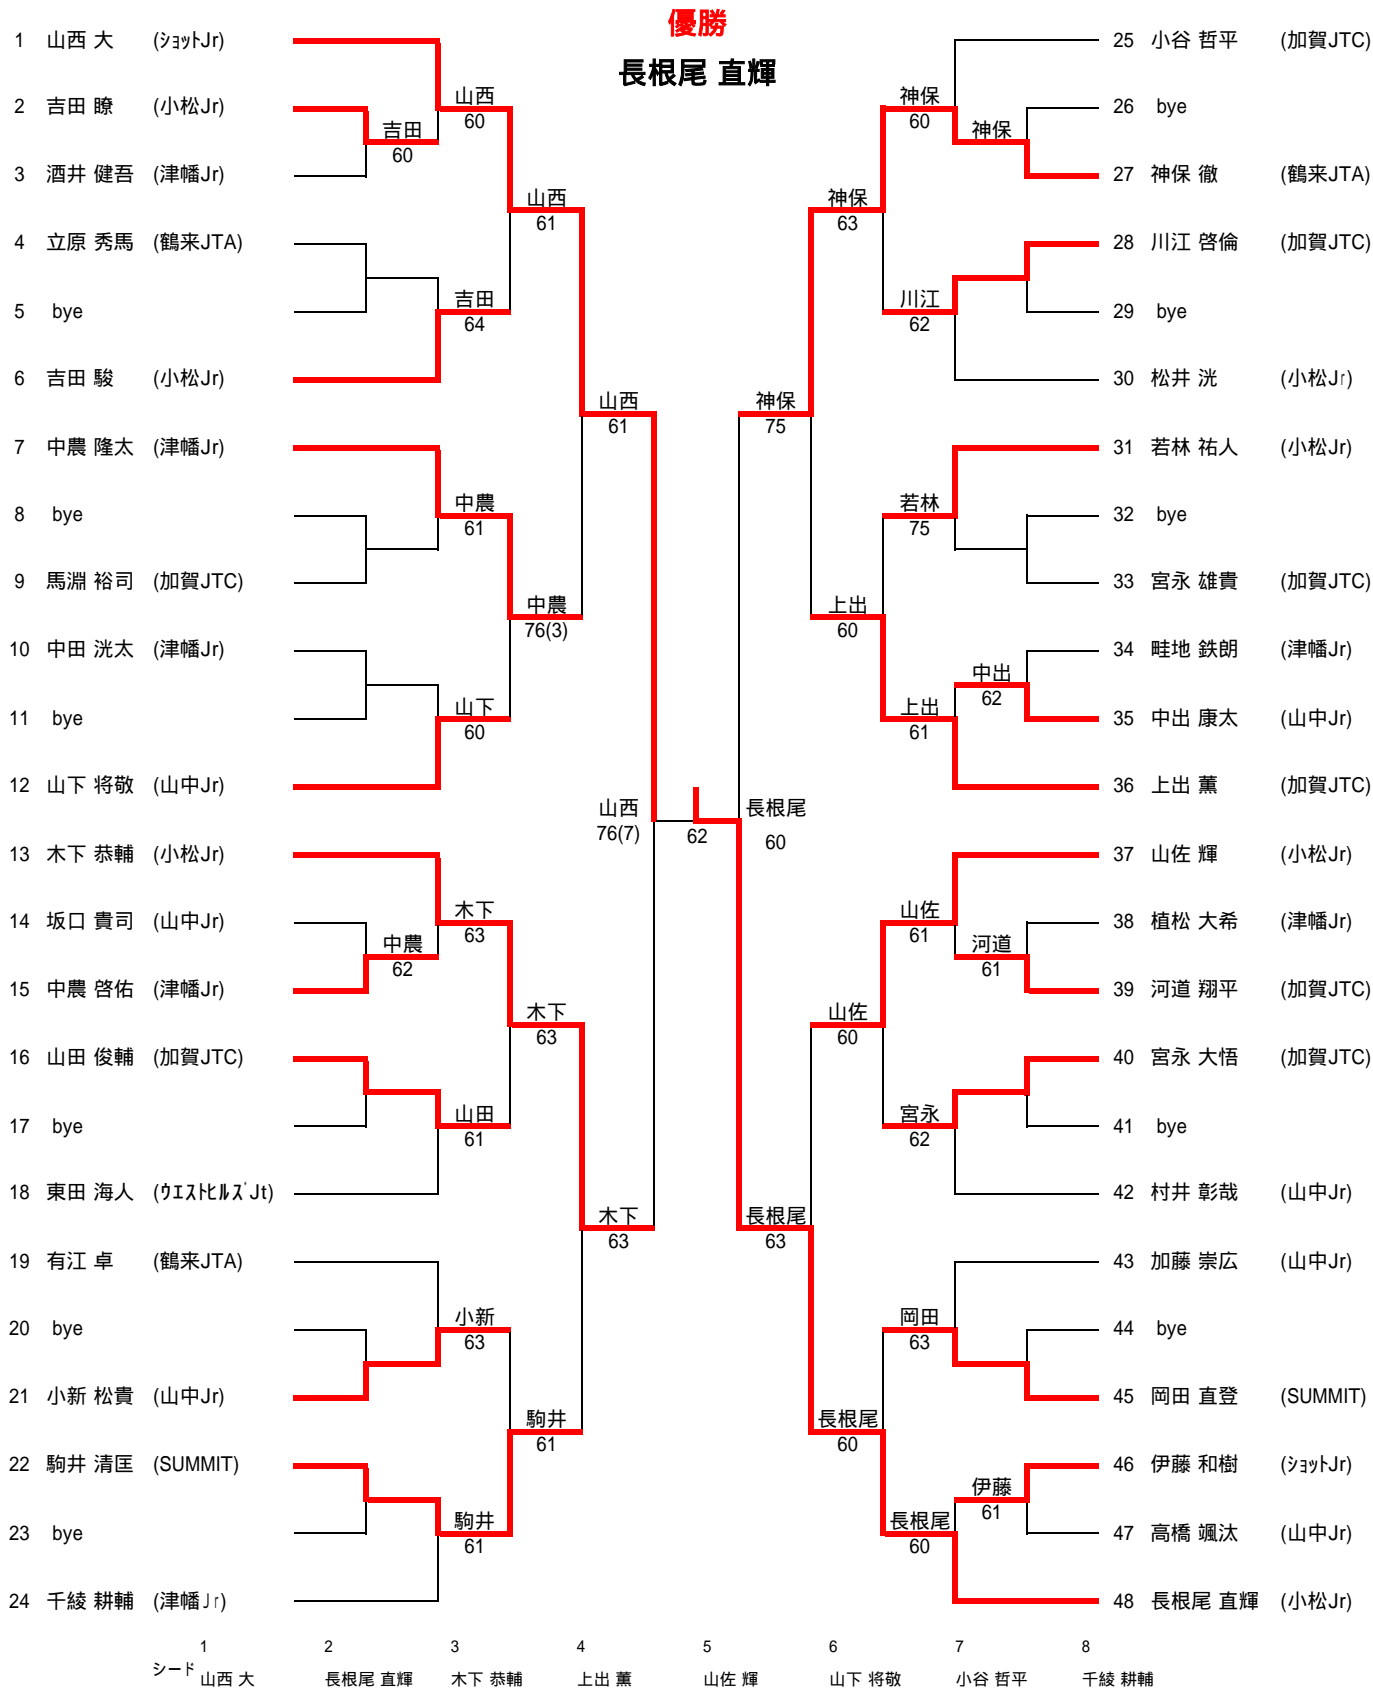 優勝
長根尾 直輝
1 山西 大 (ショットJr)
2 吉田 瞭 (小松Jr)
3 酒井 健吾 (津幡Jr)
4 立原 秀馬 (鶴来JTA)
5 bye
6 吉田 駿 (小松Jr)
7 中農 隆太 (津幡Jr)
8 bye
9 馬淵 裕司 (加賀JTC)
10 中田 洸太 (津幡Jr)
11 bye
12 山下 将敬 (山中Jr)
13 木下 恭輔 (小松Jr)
14 坂口 貴司 (山中Jr)
15 中農 啓佑 (津幡Jr)
16 山田 俊輔 (加賀JTC)
17 bye
18 東田 海人 (ウエストヒルズJt)
19 有江 卓 (鶴来JTA)
20 bye
21 小新 松貴 (山中Jr)
22 駒井 清匡 (SUMMIT)
23 bye
24 千綾 耕輔 (津幡Jr)
吉田
60
中農
62
山西
60
吉田
64
中農
61
山下
60
木下
63
山田
61
小新
63
駒井
61
山西
61
中農
76(3)
木下
63
駒井
61
山西
61
木下
63
山西
76(7)
62
長根尾
60
神保
75
長根尾
63
神保
63
上出
60
山佐
60
長根尾
60
神保
60
川江
62
若林
75
上出
61
山佐
61
宮永
62
岡田
63
長根尾
60
神保
中出
62
河道
61
伊藤
61
25 小谷 哲平 (加賀JTC)
26 bye
27 神保 徹 (鶴来JTA)
28 川江 啓倫 (加賀JTC)
29 bye
30 松井 洸 (小松Jr)
31 若林 祐人 (小松Jr)
32 bye
33 宮永 雄貴 (加賀JTC)
34 畦地 鉄朗 (津幡Jr)
35 中出 康太 (山中Jr)
36 上出 薫 (加賀JTC)
37 山佐 輝 (小松Jr)
38 植松 大希 (津幡Jr)
39 河道 翔平 (加賀JTC)
40 宮永 大悟 (加賀JTC)
41 bye
42 村井 彰哉 (山中Jr)
43 加藤 崇広 (山中Jr)
44 bye
45 岡田 直登 (SUMMIT)
46 伊藤 和樹 (ショットJr)
47 高橋 颯汰 (山中Jr)
48 長根尾 直輝 (小松Jr)
1 2 3 4 5 6 7 8
シード 山西 大 長根尾 直輝 木下 恭輔 上出 薫 山佐 輝 山下 将敬 小谷 哲平 千綾 耕輔